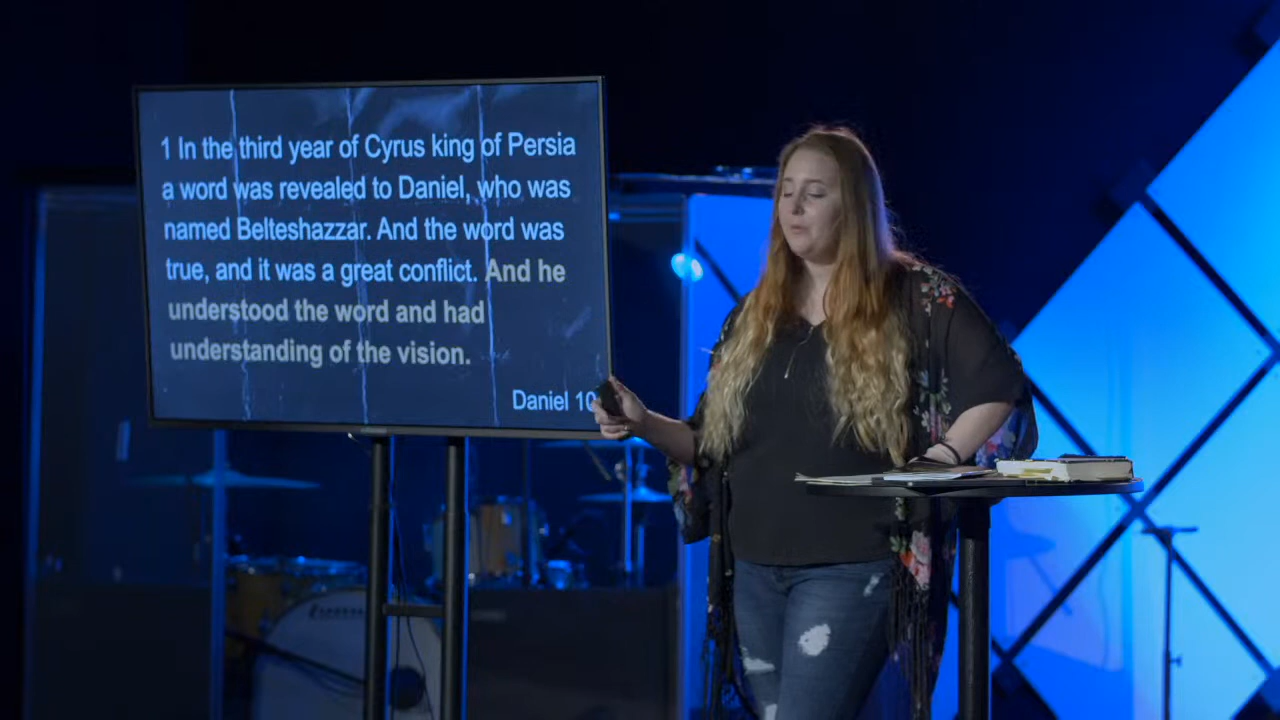 1 In the third year of Cyrus king of Persia
a word was revealed to Daniel, who was
named Belteshazzar. And the word was
true, and it was a great conflict. And he
understood the word and had
understanding of the vision.
Daniel 10